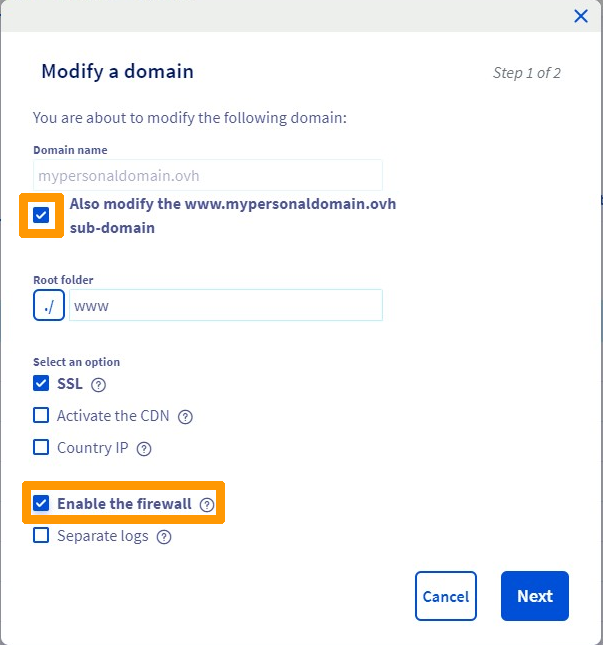 Modify a domain
Step 1 of 2
You are about to modify the following domain:
Domain name
mypersonaldomain.ovh
Also modify the www.mypersonaldomain.ovh
sub-domain
Root folder
./ www
Select an option
SSL ?
Activate the CDN ?
Country IP ?
Enable the firewall ?
Separate logs ?
Cancel
Next